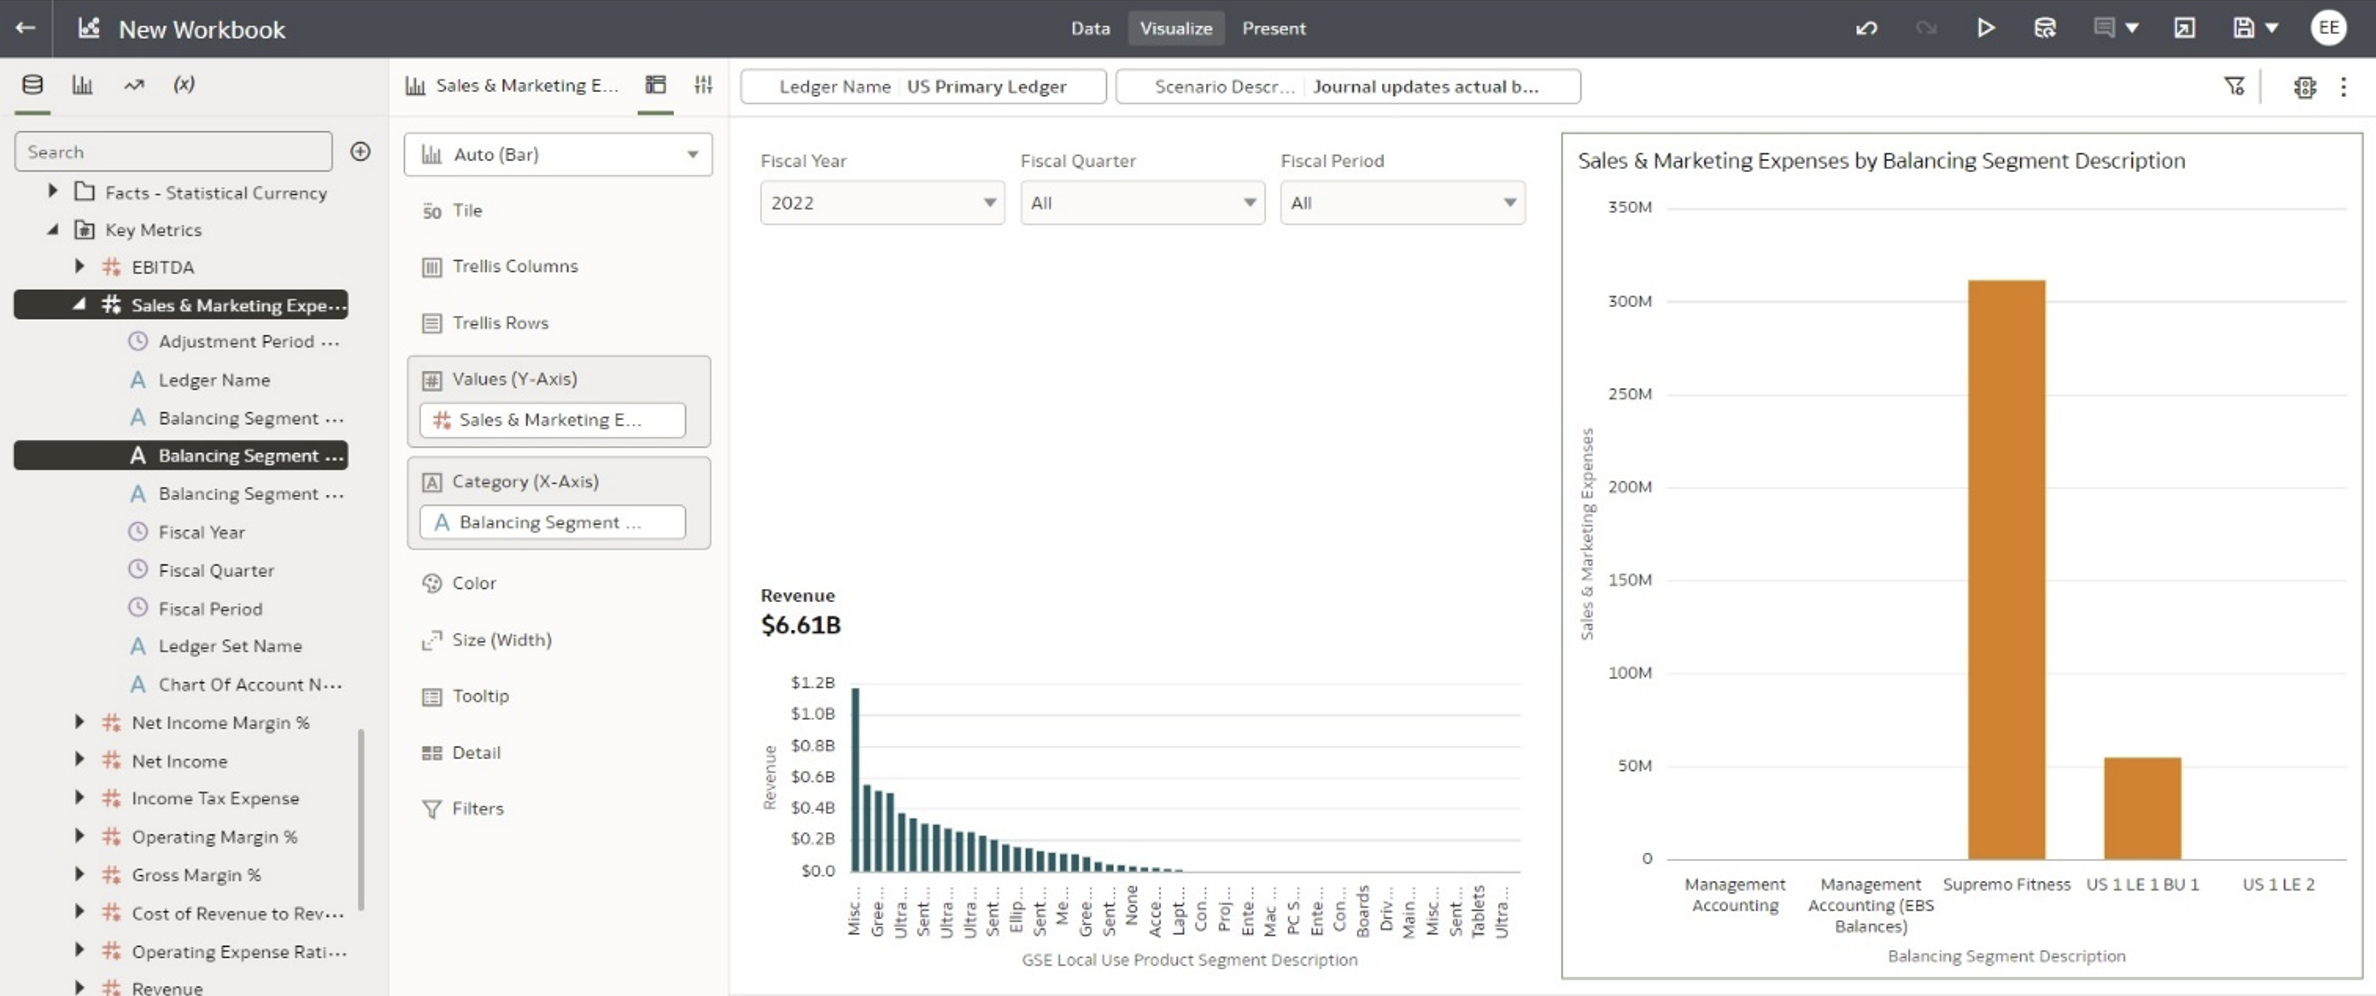 New Workbook
Data
Visualize
Present
EE
Search
Facts - Statistical Currency
Key Metrics
EBITDA
Sales & Marketing Expe...
Adjustment Period ...
Ledger Name
Balancing Segment ...
Balancing Segment ...
Balancing Segment ...
Fiscal Year
Fiscal Quarter
Fiscal Period
Ledger Set Name
Chart Of Account N...
Net Income Margin %
Net Income
Income Tax Expense
Operating Margin %
Gross Margin %
Cost of Revenue to Rev...
Operating Expense Rati...
Revenue
(x)
Sales & Marketing E...
Auto (Bar)
50 Tile
Trellis Columns
Trellis Rows
Values (Y-Axis)
Sales & Marketing E...
Category (X-Axis)
A Balancing Segment ...
Color
Size (Width)
Tooltip
Detail
Filters
Ledger Name US Primary Ledger
Scenario Descr... Journal updates actual b...
Fiscal Year
2022
Fiscal Quarter
All
Fiscal Period
All
Revenue
$6.61B
$1.2B
$1.0B
$0.8B
$0.6B
$0.4B
$0.2B
$0.0
Revenue
Misc...
Gree...
Ultra...
Sent...
Ultra...
Ultra...
Sent...
Ellip...
Sent...
Me...
Gree...
Sent...
None
Acce...
Lapt...
Con...
Proj...
Ente...
Mac ...
PC S...
Ente...
Con...
Boards
Driv...
Main...
Misc...
Sent...
Tablets
Ultra...
GSE Local Use Product Segment Description
Sales & Marketing Expenses by Balancing Segment Description
350M
300M
250M
200M
150M
100M
50M
0
Sales & Marketing Expenses
Management
Accounting
Management
Accounting (EBS
Balances)
Supremo Fitness
US 1 LE 1 BU 1
US 1 LE 2
Balancing Segment Description